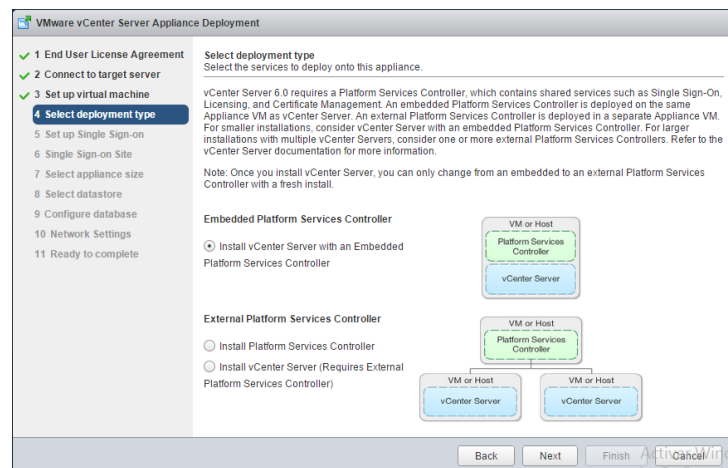 VMware vCenter Server Appliance Deployment
1 End User License Agreement
2 Connect to target server
3 Set up virtual machine
4 Select deployment type
5 Set up Single Sign-on
6 Single Sign-on Site
7 Select appliance size
8 Select datastore
9 Configure database
10 Network Settings
11 Ready to complete
Select deployment type
Select the services to deploy onto this appliance.
vCenter Server 6.0 requires a Platform Services Controller, which contains shared services such as Single Sign-On,
Licensing, and Certificate Management. An embedded Platform Services Controller is deployed on the same
Appliance VM as vCenter Server. An external Platform Services Controller is deployed in a separate Appliance VM.
For smaller installations, consider vCenter Server with an embedded Platform Services Controller. For larger
installations with multiple vCenter Servers, consider one or more external Platform Services Controllers. Refer to the
vCenter Server documentation for more information.
Note: Once you install vCenter Server, you can only change from an embedded to an external Platform Services
Controller with a fresh install.
Embedded Platform Services Controller
Install vCenter Server with an Embedded
Platform Services Controller
VM or Host
Platform Services
Controller
vCenter Server
External Platform Services Controller
Install Platform Services Controller
Install vCenter Server (Requires External
Platform Services Controller)
VM or Host
Platform Services
Controller
VM or Host
vCenter Server
VM or Host
vCenter Server
Back
Next
Finish
Cancel
Activer Win